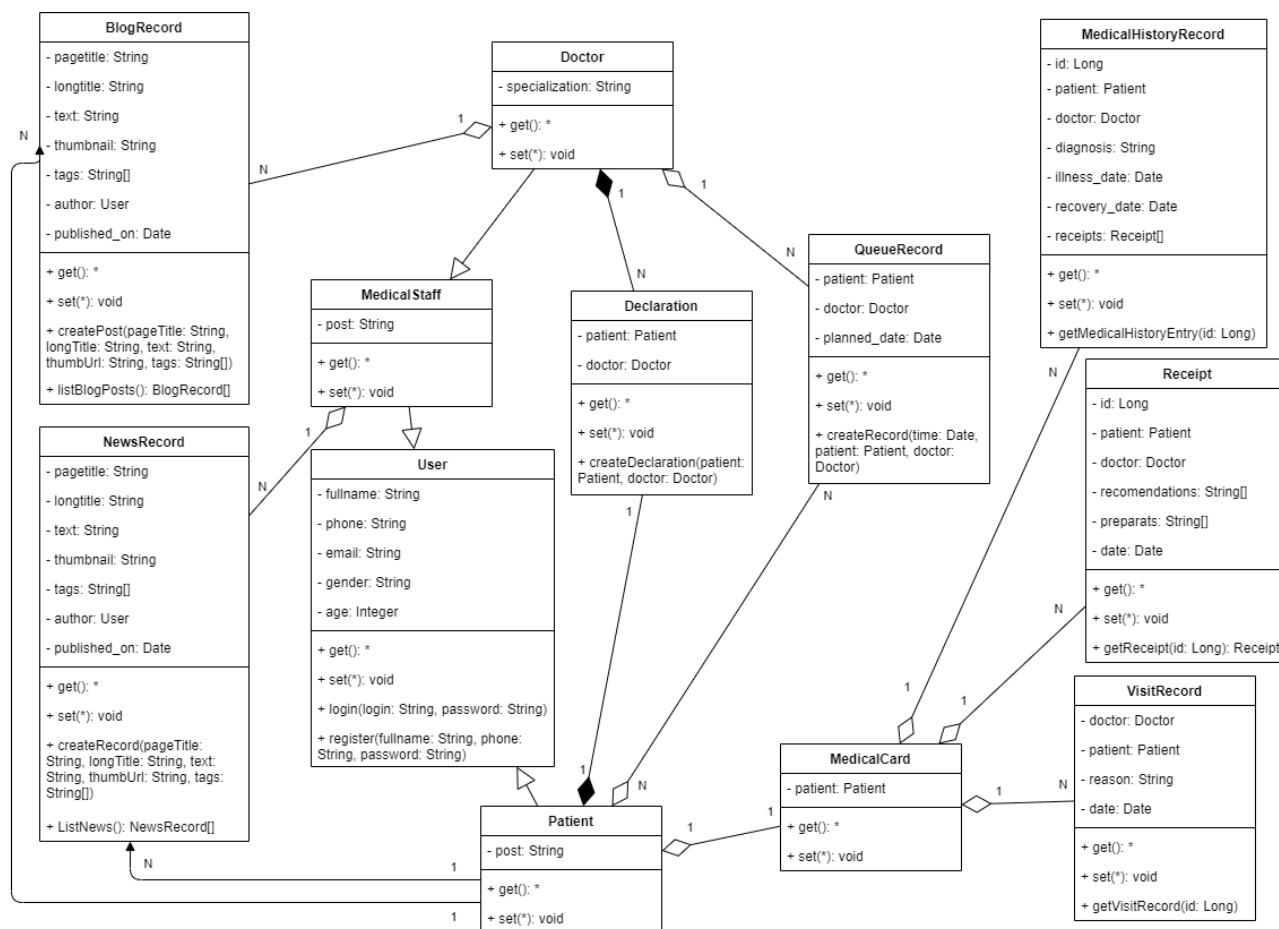 BlogRecord
- pagetitle: String
- longtitle: String
- text: String
- thumbnail: String
- tags: String[]
- author: User
- published_on: Date
+ get(): *
+ set(*): void
+ createPost(pageTitle: String,
longTitle: String, text: String,
thumbUrl: String, tags: String[])
+ listBlogPosts(): BlogRecord[]
N
N
1
Doctor
- specialization: String
+ get(): *
+ set(*): void
1
1
N
N
MedicalHistoryRecord
- id: Long
- patient: Patient
- doctor: Doctor
- diagnosis: String
- illness_date: Date
- recovery_date: Date
- receipts: Receipt[]
+ get(): *
+ set(*): void
+ getMedicalHistoryEntry(id: Long)
N
MedicalStaff
- post: String
+ get(): *
+ set(*): void
1
N
Declaration
- patient: Patient
- doctor: Doctor
+ get(): *
+ set(*): void
+ createDeclaration(patient:
Patient, doctor: Doctor)
1
1
QueueRecord
- patient: Patient
- doctor: Doctor
- planned_date: Date
+ get(): *
+ set(*): void
+ createRecord(time: Date,
patient: Patient, doctor:
Doctor)
N
N
Receipt
- id: Long
- patient: Patient
- doctor: Doctor
- recomendations: String[]
- preparats: String[]
- date: Date
+ get(): *
+ set(*): void
+ getReceipt(id: Long): Receipt
N
NewsRecord
- pagetitle: String
- longtitle: String
- text: String
- thumbnail: String
- tags: String[]
- author: User
- published_on: Date
+ get(): *
+ set(*): void
+ createRecord(pageTitle:
String, longTitle: String, text:
String, thumbUrl: String, tags:
String[])
+ ListNews(): NewsRecord[]
N
1
1
User
- fullname: String
- phone: String
- email: String
- gender: String
- age: Integer
+ get(): *
+ set(*): void
+ login(login: String, password: String)
+ register(fullname: String, phone:
String, password: String)
Patient
- post: String
+ get(): *
+ set(*): void
1
1
MedicalCard
- patient: Patient
+ get(): *
+ set(*): void
1
1
1
N
VisitRecord
- doctor: Doctor
- patient: Patient
- reason: String
- date: Date
+ get(): *
+ set(*): void
+ getVisitRecord(id: Long)